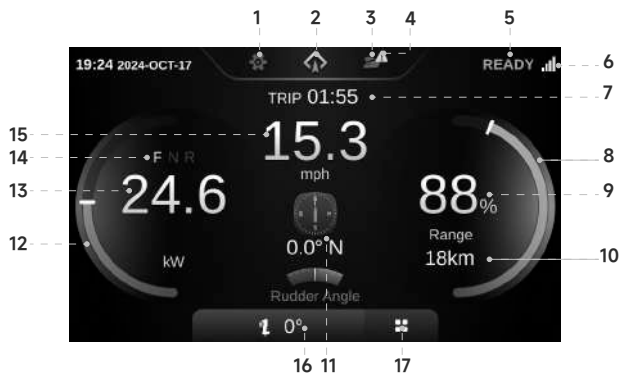 1 2 3 4 5
19:24 2024-OCT-17 READY 6
TRIP 01:55 7
15 15.3 8
14 F N R mph
13 24.6 88% 9
12 Range
kW 0.0° N 18km 10
Rudder Angle
0°
16 11 17